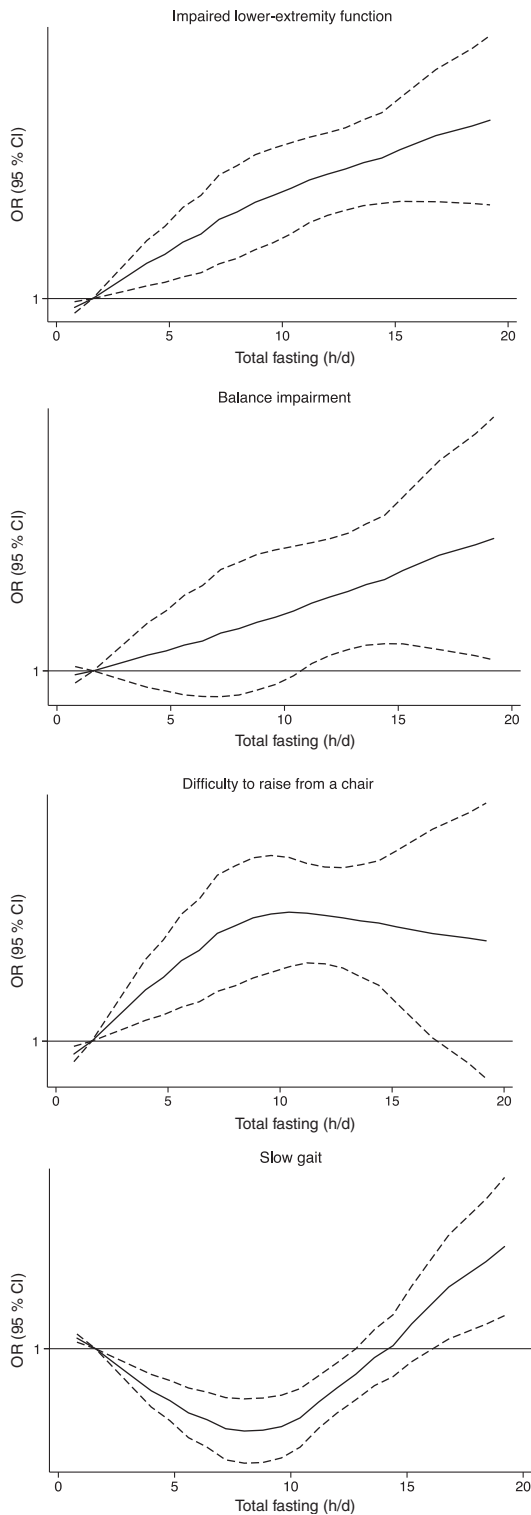 Impaired lower-extremity function
OR (95 % CI)
1
0 5 10 15 20
Total fasting (h/d)
Balance impairment
OR (95 % CI)
1
0 5 10 15 20
Total fasting (h/d)
Difficulty to raise from a chair
OR (95 % CI)
1
0 5 10 15 20
Total fasting (h/d)
Slow gait
OR (95 % CI)
1
0 5 10 15 20
Total fasting (h/d)